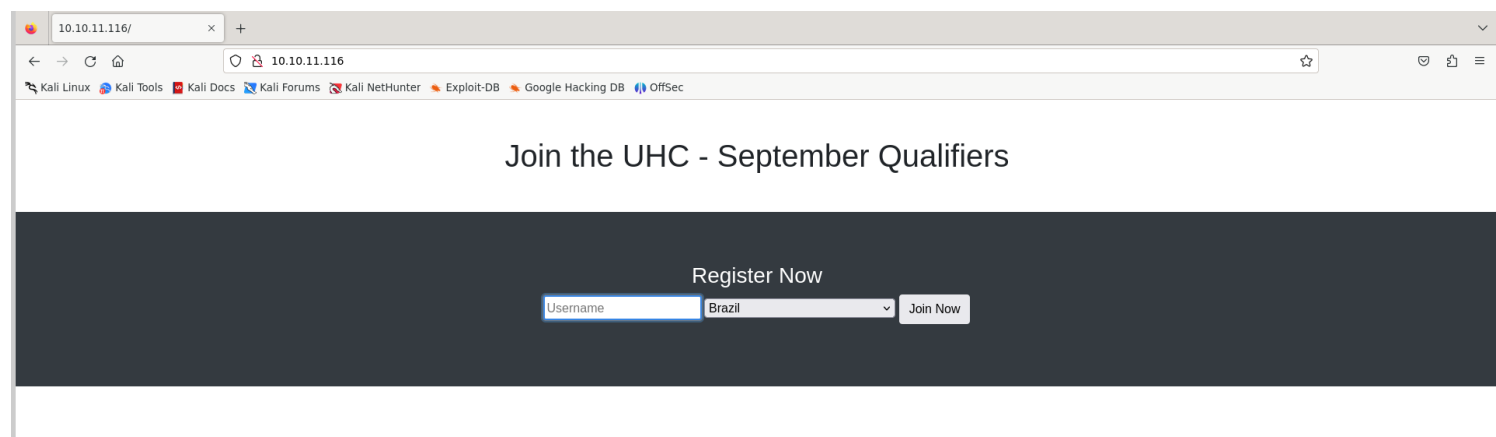 10.10.11.116/
10.10.11.116
Kali Linux Kali Tools Kali Docs Kali Forums Kali NetHunter Exploit-DB Google Hacking DB OffSec
Join the UHC - September Qualifiers
Register Now
Username Brazil Join Now